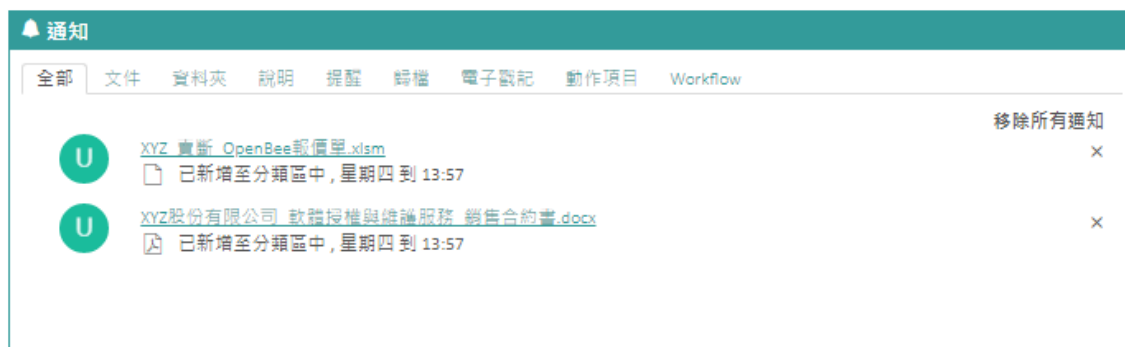 通知
全部 文件 資料夾 說明 提醒 歸檔 電子戳記 動作項目 Workflow
移除所有通知
U XYZ_賣斷_OpenBee報價單.xlsm ×
已新增至分類區中 , 星期四 到 13:57
U XYZ股份有限公司_軟體授權與維護服務_銷售合約書.docx ×
已新增至分類區中 , 星期四 到 13:57